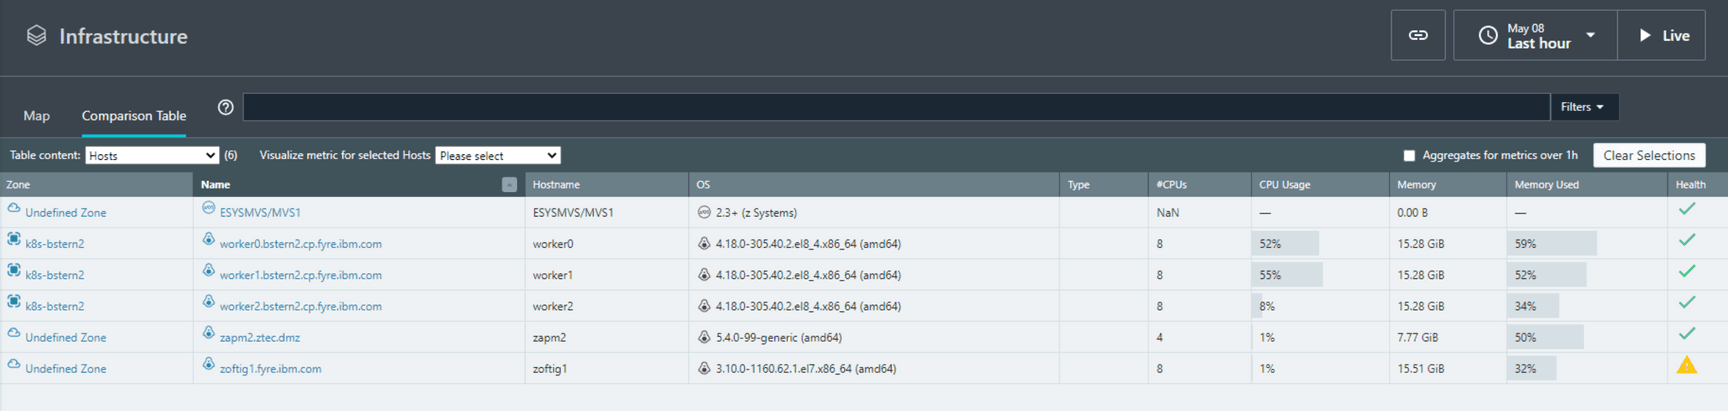 Infrastructure
May 08
Last hour
Live
Map Comparison Table Filters
Table content: Hosts (6) Visualize metric for selected Hosts Please select Aggregates for metrics over 1h Clear Selections
Zone Name Hostname OS Type #CPUs CPU Usage Memory Memory Used Health
Undefined Zone ESYSMVS/MVS1 ESYSMVS/MVS1 2.3+ (z Systems) NaN — 0.00 B —
k8s-bstern2 worker0.bstern2.cp.fyre.ibm.com worker0 4.18.0-305.40.2.el8_4.x86_64 (amd64) 8 52% 15.28 GiB 59%
k8s-bstern2 worker1.bstern2.cp.fyre.ibm.com worker1 4.18.0-305.40.2.el8_4.x86_64 (amd64) 8 55% 15.28 GiB 52%
k8s-bstern2 worker2.bstern2.cp.fyre.ibm.com worker2 4.18.0-305.40.2.el8_4.x86_64 (amd64) 8 8% 15.28 GiB 34%
Undefined Zone zapm2.ztec.dmz zapm2 5.4.0-99-generic (amd64) 4 1% 7.77 GiB 50%
Undefined Zone zoftig1.fyre.ibm.com zoftig1 3.10.0-1160.62.1.el7.x86_64 (amd64) 8 1% 15.51 GiB 32%